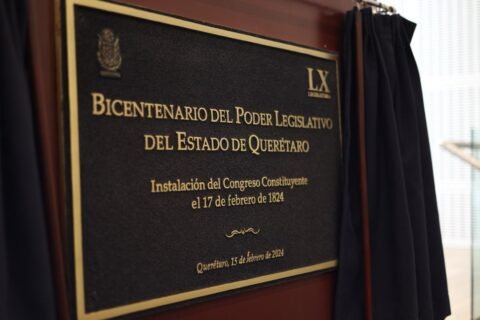 LX
LEGISLATURA
BICENTENARIO DEL PODER LEGISLATIVO
DEL ESTADO DE QUERÉTARO
Instalación del Congreso Constituyente
el 17 de febrero de 1824
Querétaro, 15 de febrero de 2024